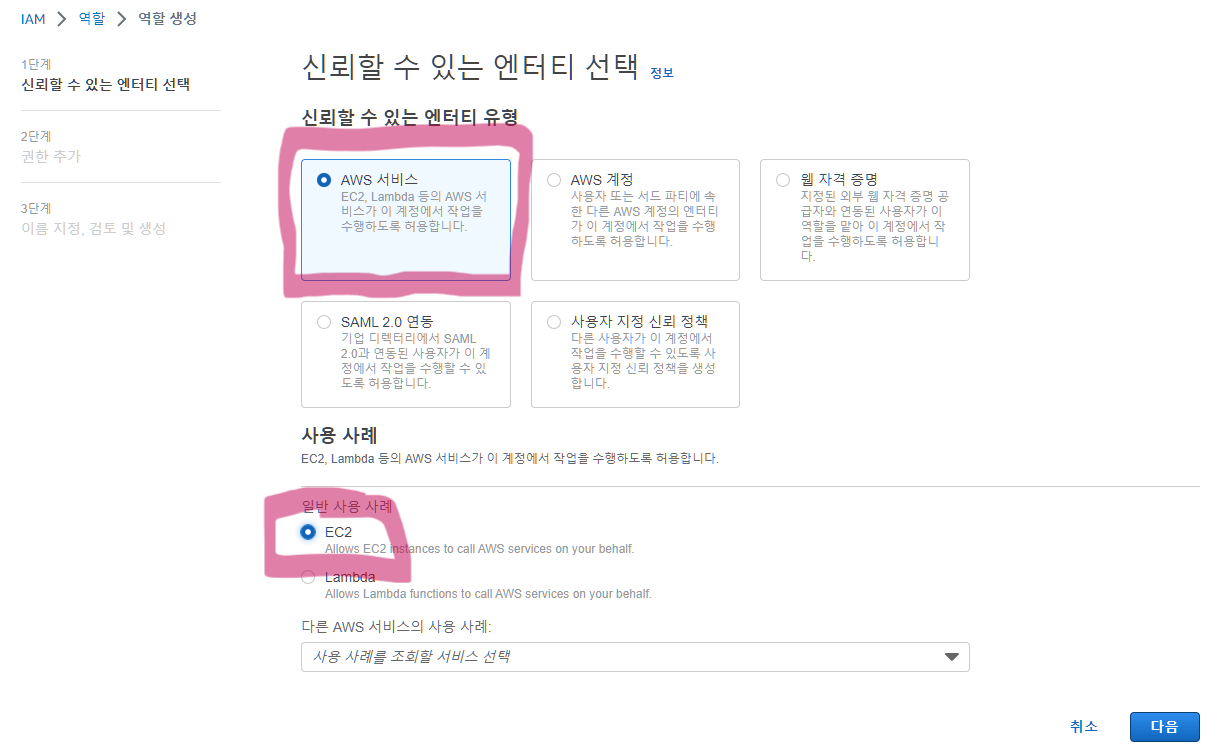 IAM > 역할 > 역할 생성
1단계
신뢰할 수 있는 엔터티 선택
2단계
권한 추가
3단계
이름 지정, 검토 및 생성
신뢰할 수 있는 엔터티 선택 정보
신뢰할 수 있는 엔터티 유형
AWS 서비스
EC2, Lambda 등의 AWS 서
비스가 이 계정에서 작업을
수행하도록 허용합니다.
AWS 계정
사용자 또는 서드 파티에 속
한 다른 AWS 계정의 엔터티
가 이 계정에서 작업을 수행
하도록 허용합니다.
웹 자격 증명
지정된 외부 웹 자격 증명 공
급자와 연동된 사용자가 이
역할을 맡아 이 계정에서 작
업을 수행하도록 허용합니
다.
SAML 2.0 연동
기업 디렉터리에서 SAML
2.0과 연동된 사용자가 이 계
정에서 작업을 수행할 수 있
도록 허용합니다.
사용자 지정 신뢰 정책
다른 사용자가 이 계정에서
작업을 수행할 수 있도록 사
용자 지정 신뢰 정책을 생성
합니다.
사용 사례
EC2, Lambda 등의 AWS 서비스가 이 계정에서 작업을 수행하도록 허용합니다.
일반 사용 사례
EC2
Allows EC2 instances to call AWS services on your behalf.
Lambda
Allows Lambda functions to call AWS services on your behalf.
다른 AWS 서비스의 사용 사례:
사용 사례를 조회할 서비스 선택
취소
다음